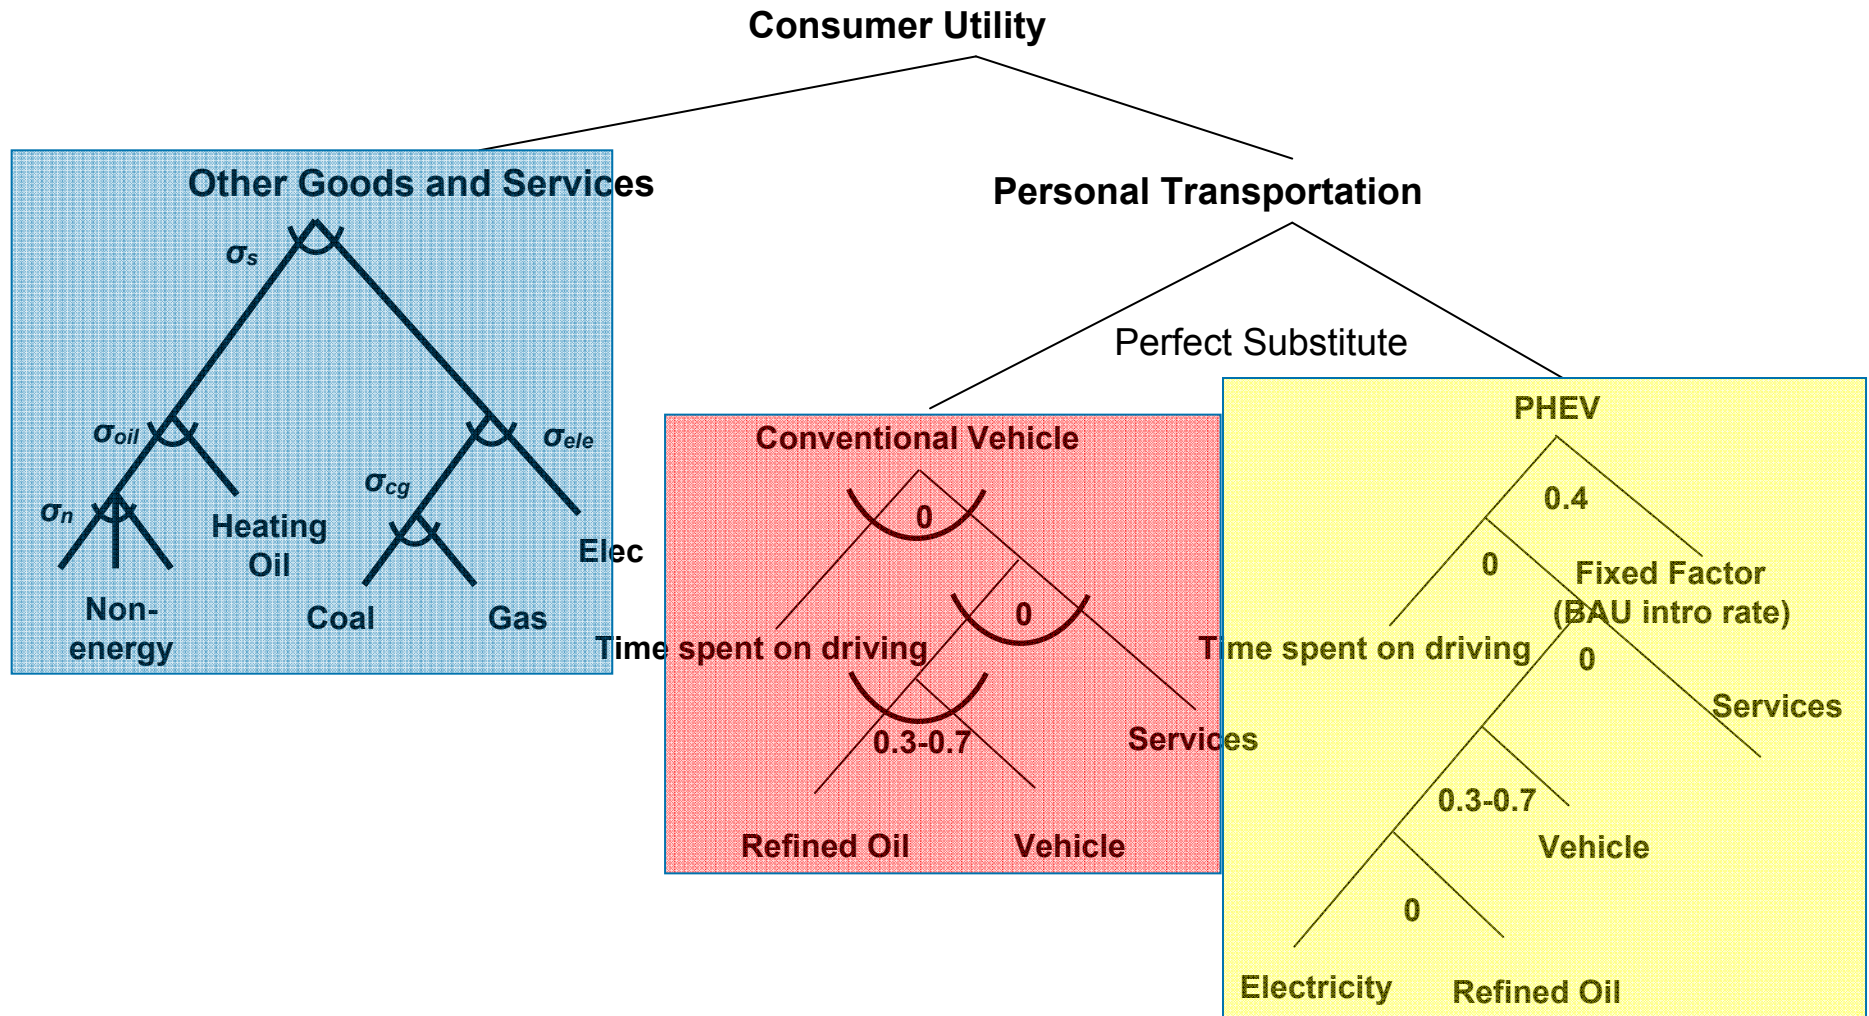 Consumer Utility
Other Goods and Services
Personal Transportation
σs
Perfect Substitute
σoil
σele
σcg
σn
Heating
Oil
Elec
Non-
energy
Coal
Gas
Conventional Vehicle
0
0
Time spent on driving
0.3-0.7
Services
Refined Oil
Vehicle
PHEV
0.4
0
Fixed Factor
(BAU intro rate)
Time spent on driving
0
Services
0.3-0.7
Vehicle
0
Electricity
Refined Oil